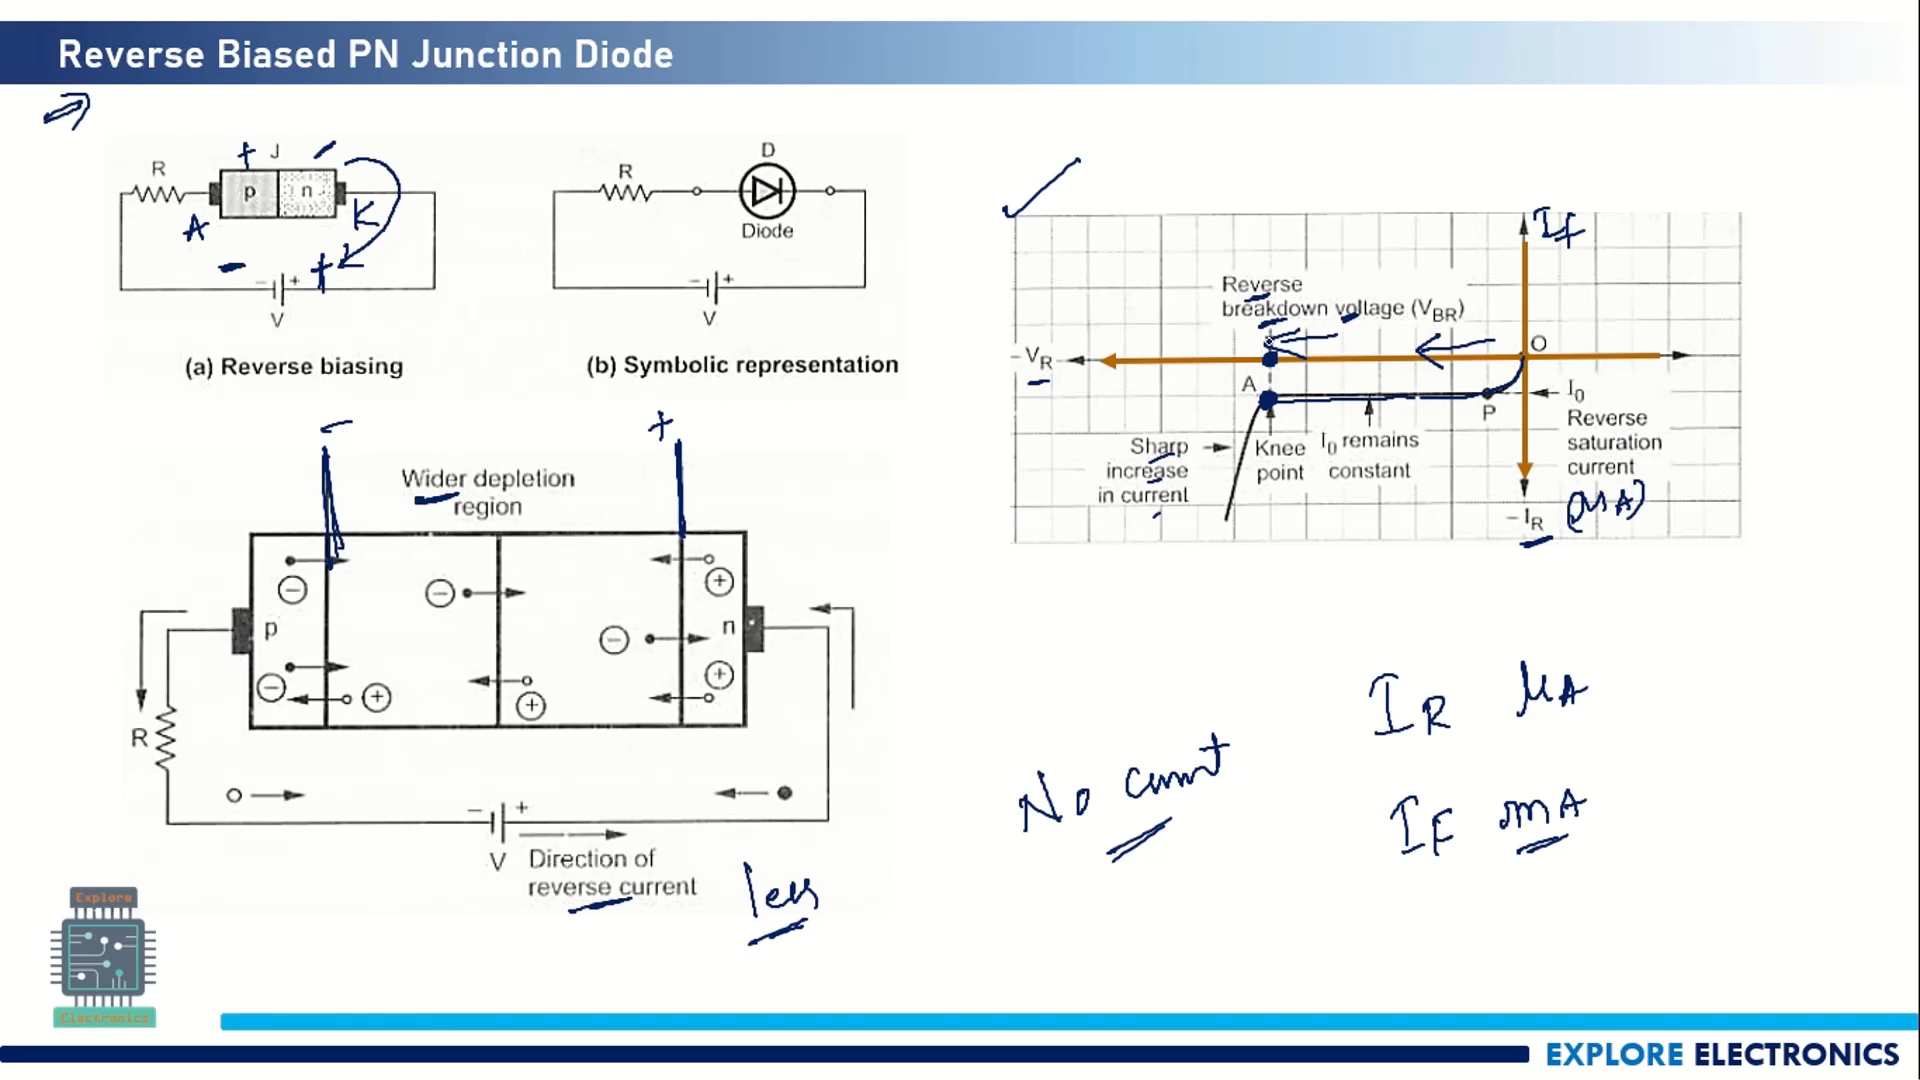 Reverse Biased PN Junction Diode
+ J -
R
p n
A K
- +
- +
V
(a) Reverse biasing
D
R
Diode
- +
V
(b) Symbolic representation
If
Reverse
breakdown voltage (VBR)
- VR
O
A
P
I0
Reverse
saturation
current
(μA)
Sharp
increase
in current
Knee
point
I0 remains
constant
- IR
- +
Wider depletion
region
p n
R
- +
V
Direction of
reverse current
less
IR μA
No current
IF mA
Explore
Electronics
EXPLORE ELECTRONICS